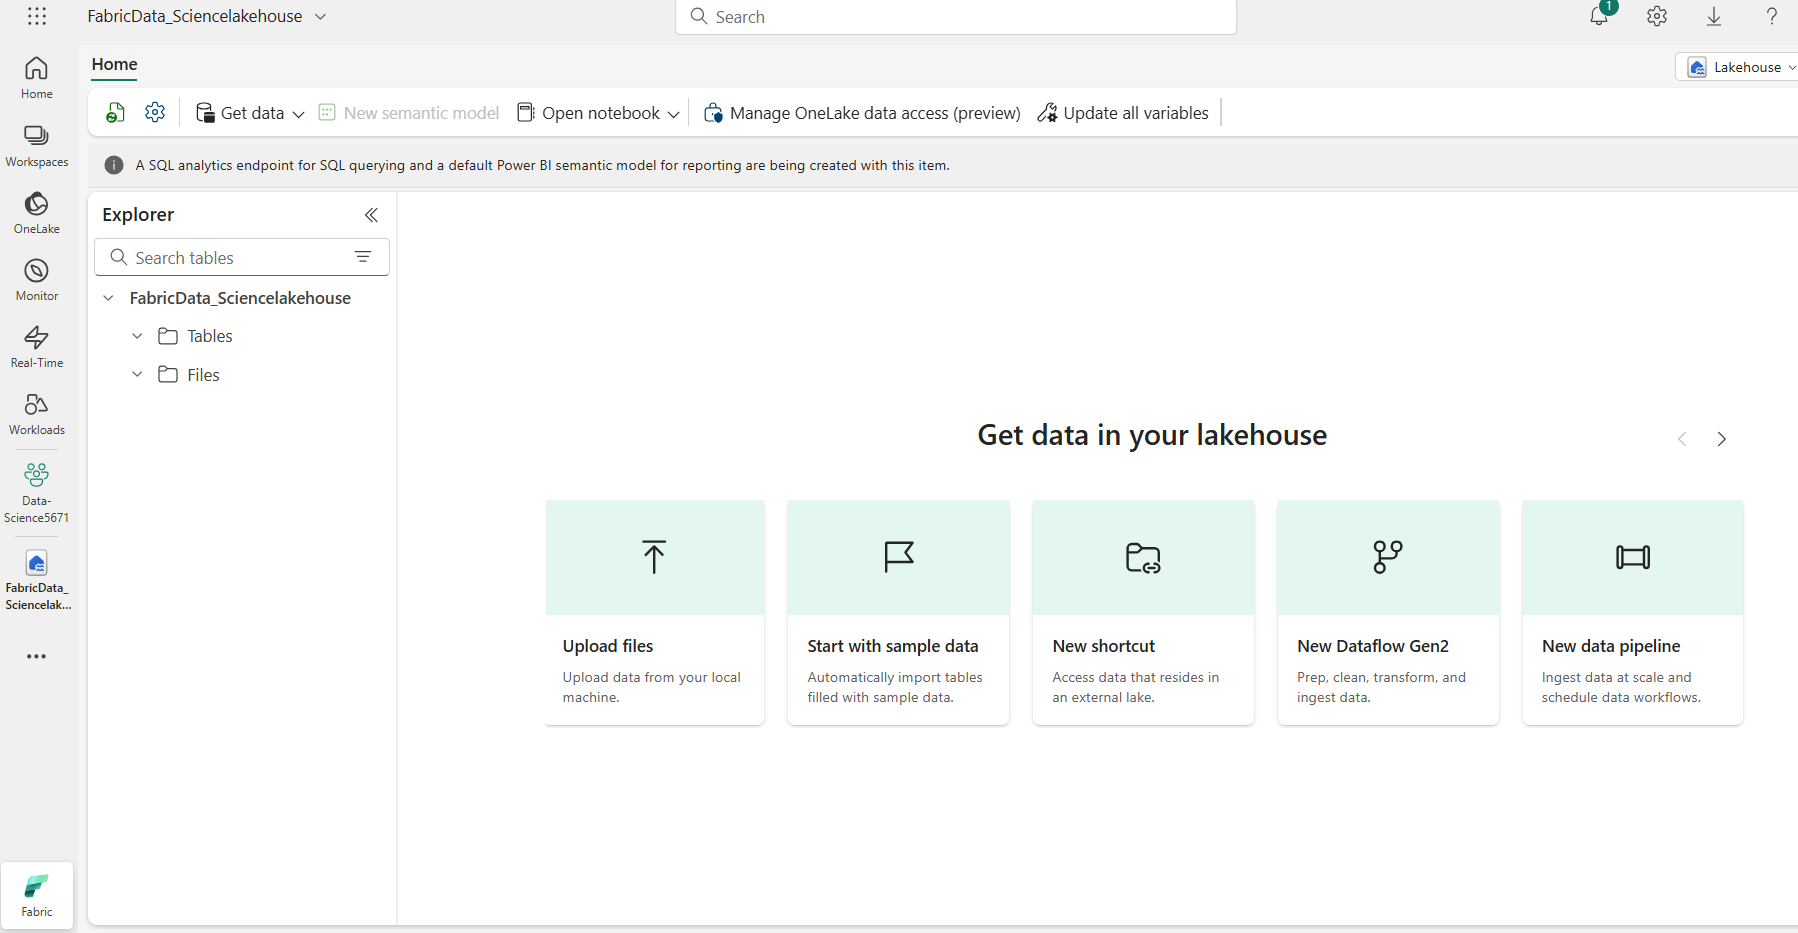 FabricData_Sciencelakehouse
Search
1
?
Home
Workspaces
OneLake
Monitor
Real-Time
Workloads
Data-
Science5671
FabricData_
Sciencelak...
Fabric
Home
Lakehouse
Get data
New semantic model
Open notebook
Manage OneLake data access (preview)
Update all variables
A SQL analytics endpoint for SQL querying and a default Power BI semantic model for reporting are being created with this item.
Explorer
Search tables
FabricData_Sciencelakehouse
Tables
Files
Get data in your lakehouse
Upload files
Upload data from your local
machine.
Start with sample data
Automatically import tables
filled with sample data.
New shortcut
Access data that resides in
an external lake.
New Dataflow Gen2
Prep, clean, transform, and
ingest data.
New data pipeline
Ingest data at scale and
schedule data workflows.